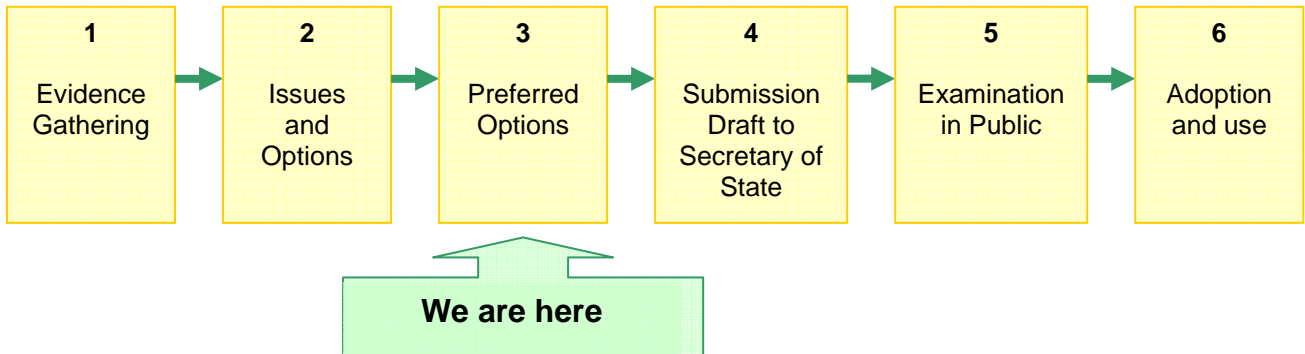 1
Evidence
Gathering
2
Issues
and
Options
3
Preferred
Options
4
Submission
Draft to
Secretary of
State
5
Examination
in Public
6
Adoption
and use
We are here